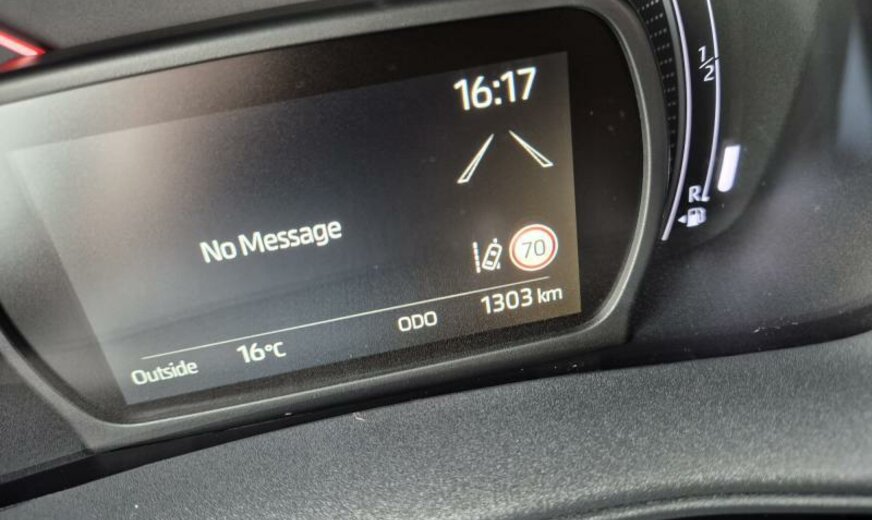 16:17
1/2
No Message
R
70
ODO 1303 km
Outside 16°C